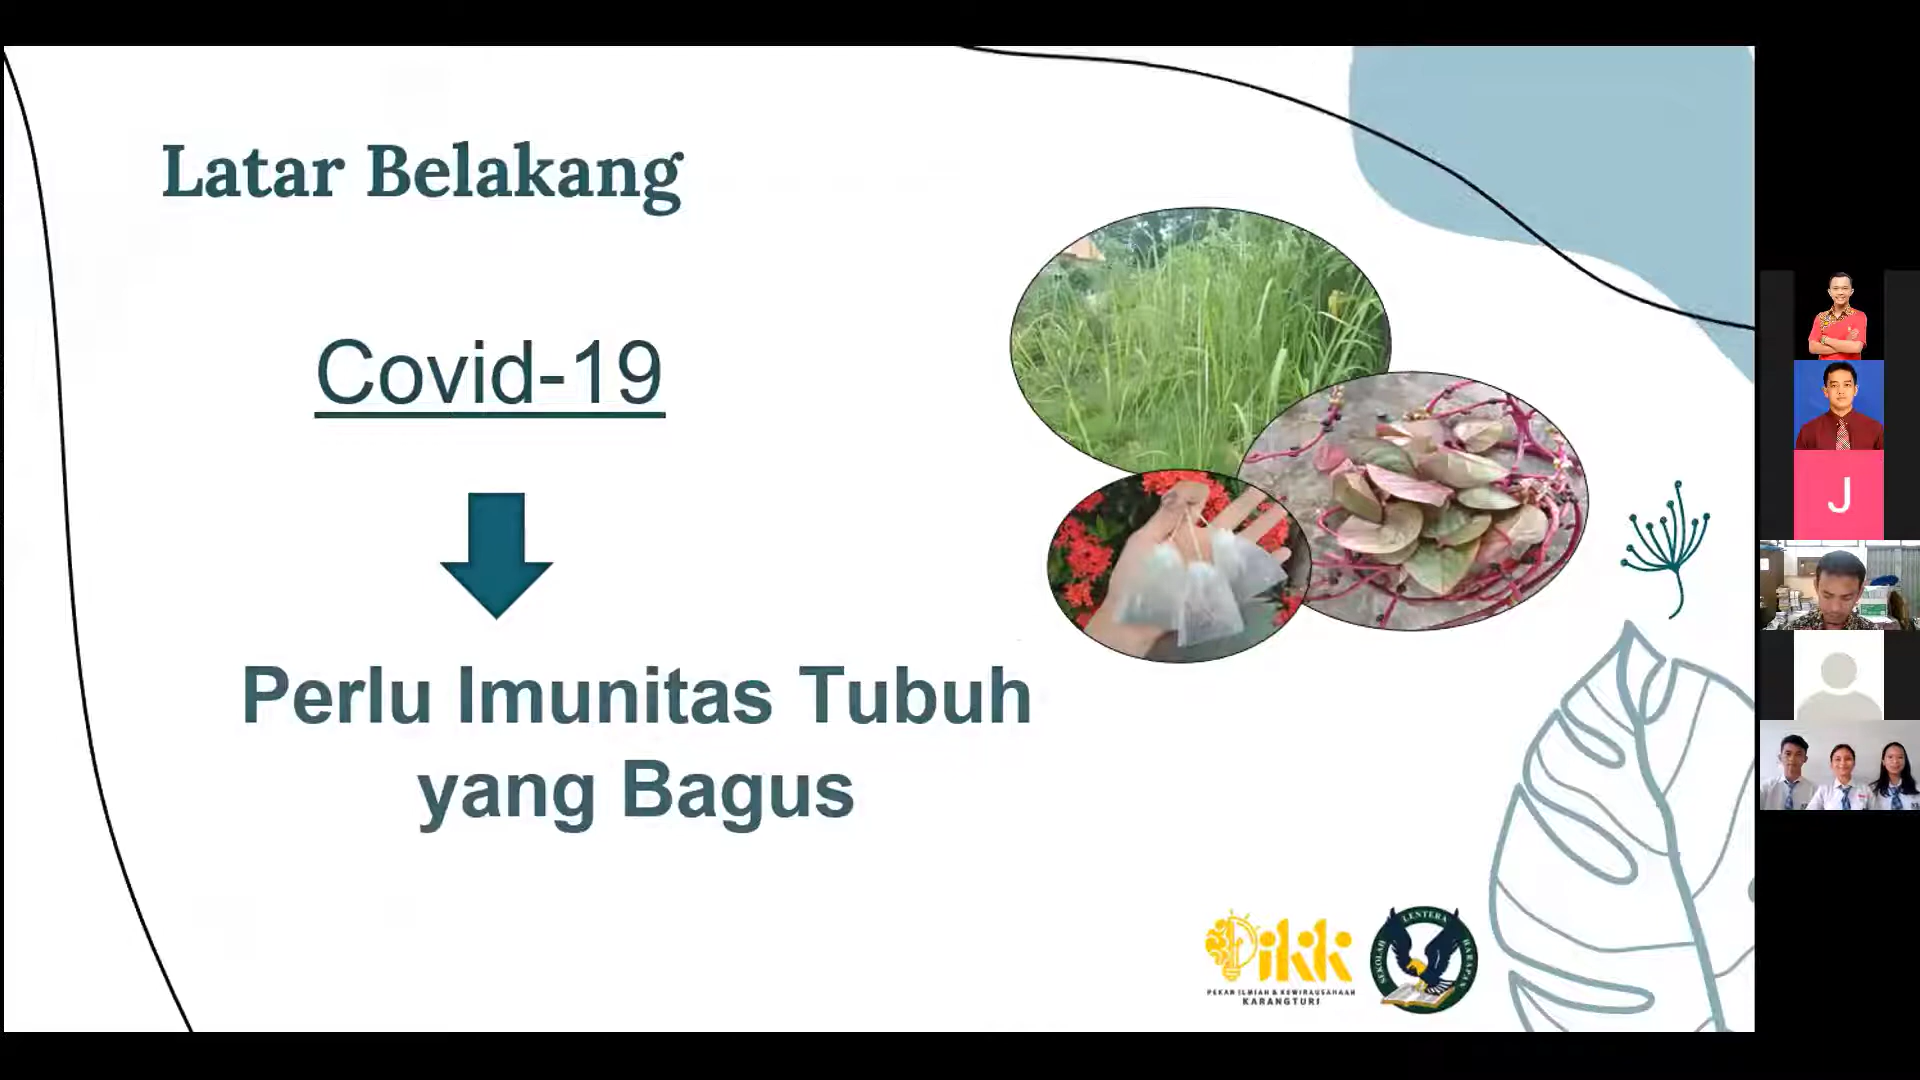 Latar Belakang
Covid-19
Perlu Imunitas Tubuh
yang Bagus
J
Pikk
PEKAN ILMIAH & KEWIRAUSAHAAN
KARANGTURI
SEKOLAH LENTERA HARAPAN